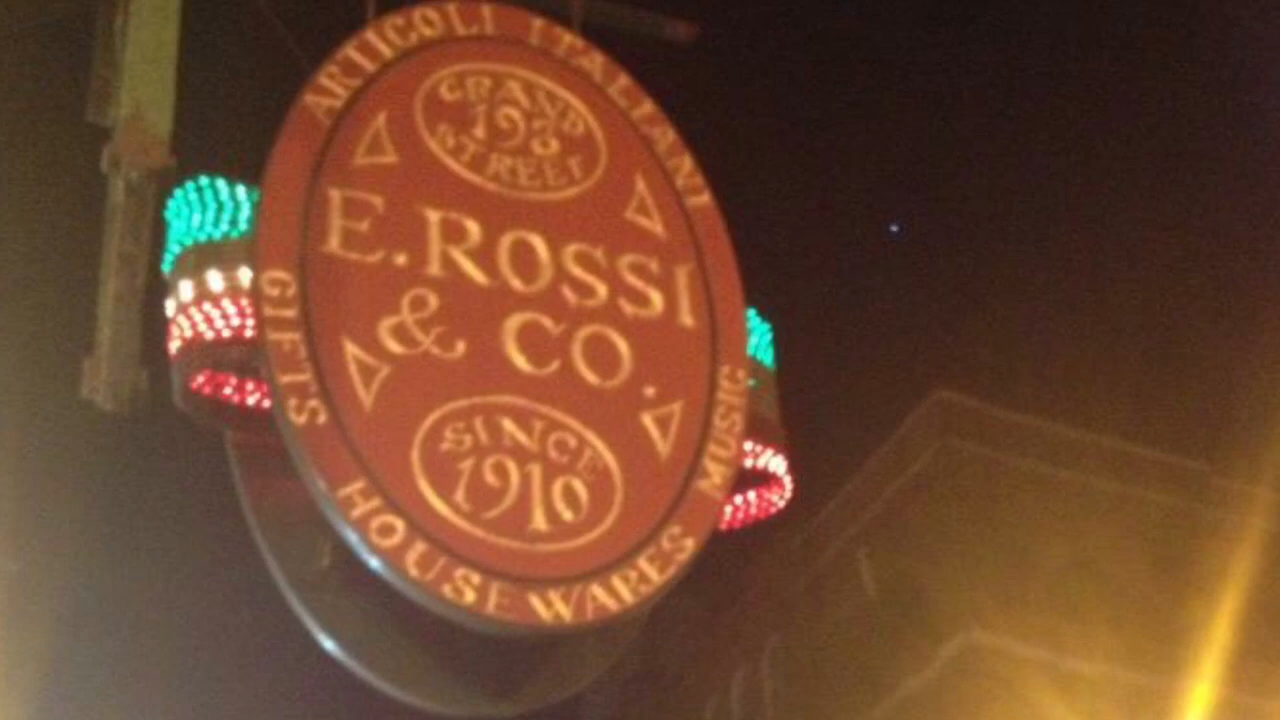 ARTICOLI ITALIANI
GRAND
193
STREET
E. ROSSI
& CO.
SINCE
1910
GIFTS
HOUSEWARES
MUSIC